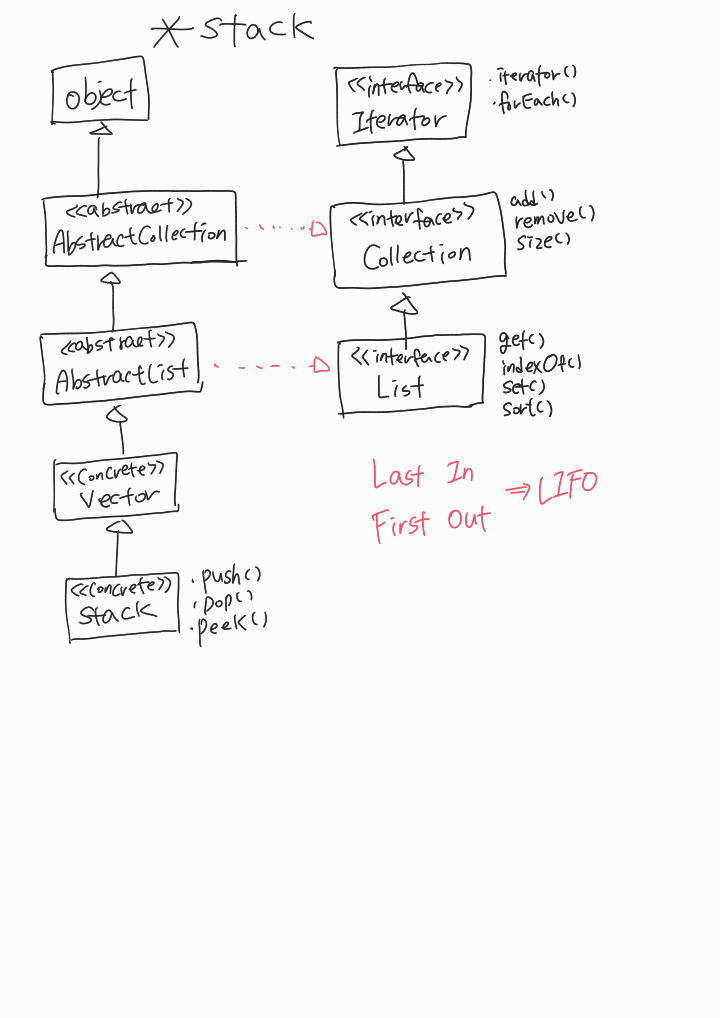 * stack
object
<<interface>>
Iterator
. iterator()
. forEach()
<<abstract>>
AbstractCollection
<<interface>>
Collection
add()
remove()
size()
<<abstract>>
AbstractList
<<interface>>
List
get()
indexOf()
set()
sort()
<<Concrete>>
Vector
Last In
First Out
⇒ LIFO
<<Concrete>>
stack
. push()
. pop()
. peek()